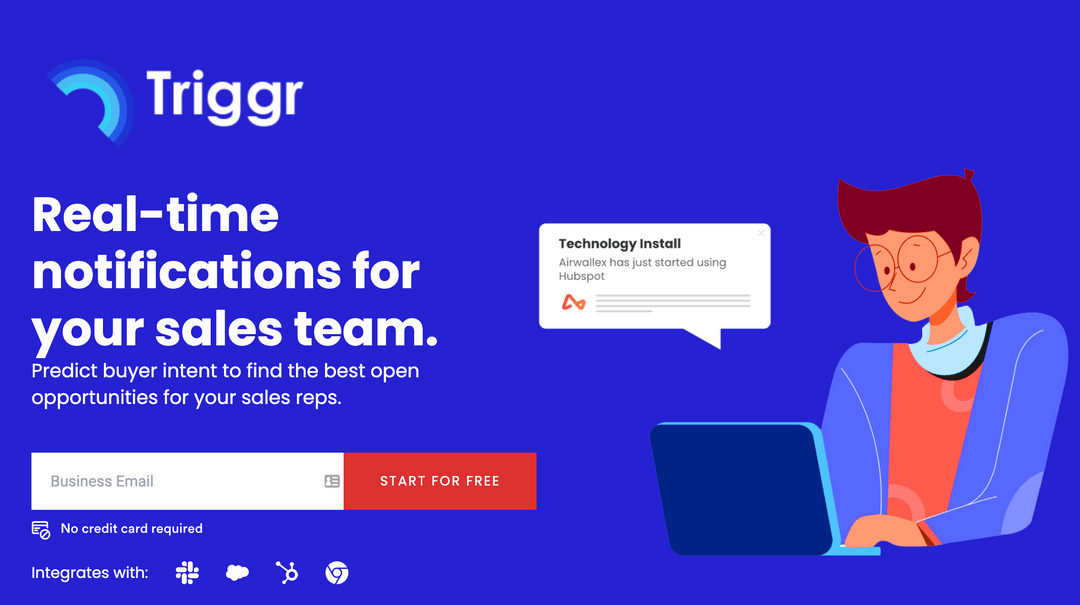 Triggr
Real-time
notifications for
your sales team.
Predict buyer intent to find the best open
opportunities for your sales reps.
Technology Install
Airwallex has just started using
Hubspot
Business Email
START FOR FREE
No credit card required
Integrates with: